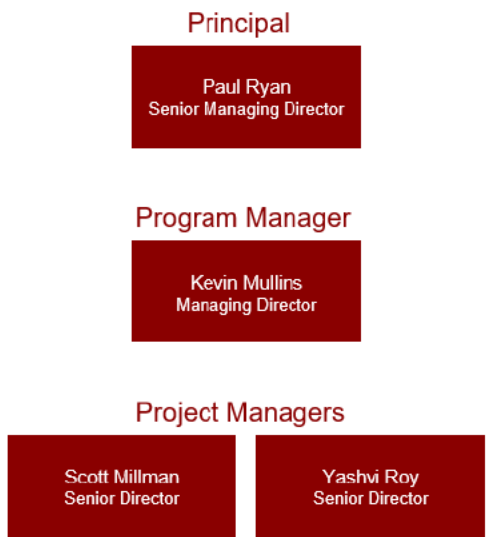 Principal
Paul Ryan
Senior Managing Director
Program Manager
Kevin Mullins
Managing Director
Project Managers
Scott Millman
Senior Director
Yashvi Roy
Senior Director